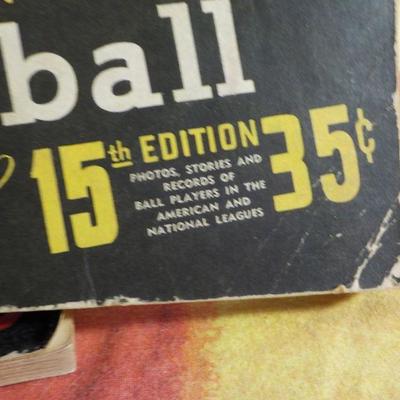 ball
15th EDITION 35¢
PHOTOS, STORIES AND
RECORDS OF
BALL PLAYERS IN THE
AMERICAN AND
NATIONAL LEAGUES